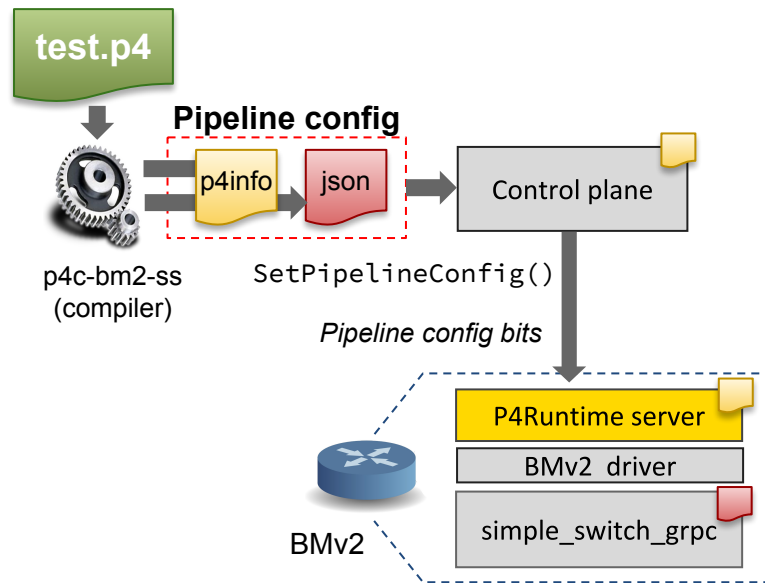 test.p4
Pipeline config
p4info
json
Control plane
p4c-bm2-ss
(compiler)
SetPipelineConfig()
Pipeline config bits
P4Runtime server
BMv2 driver
simple_switch_grpc
BMv2